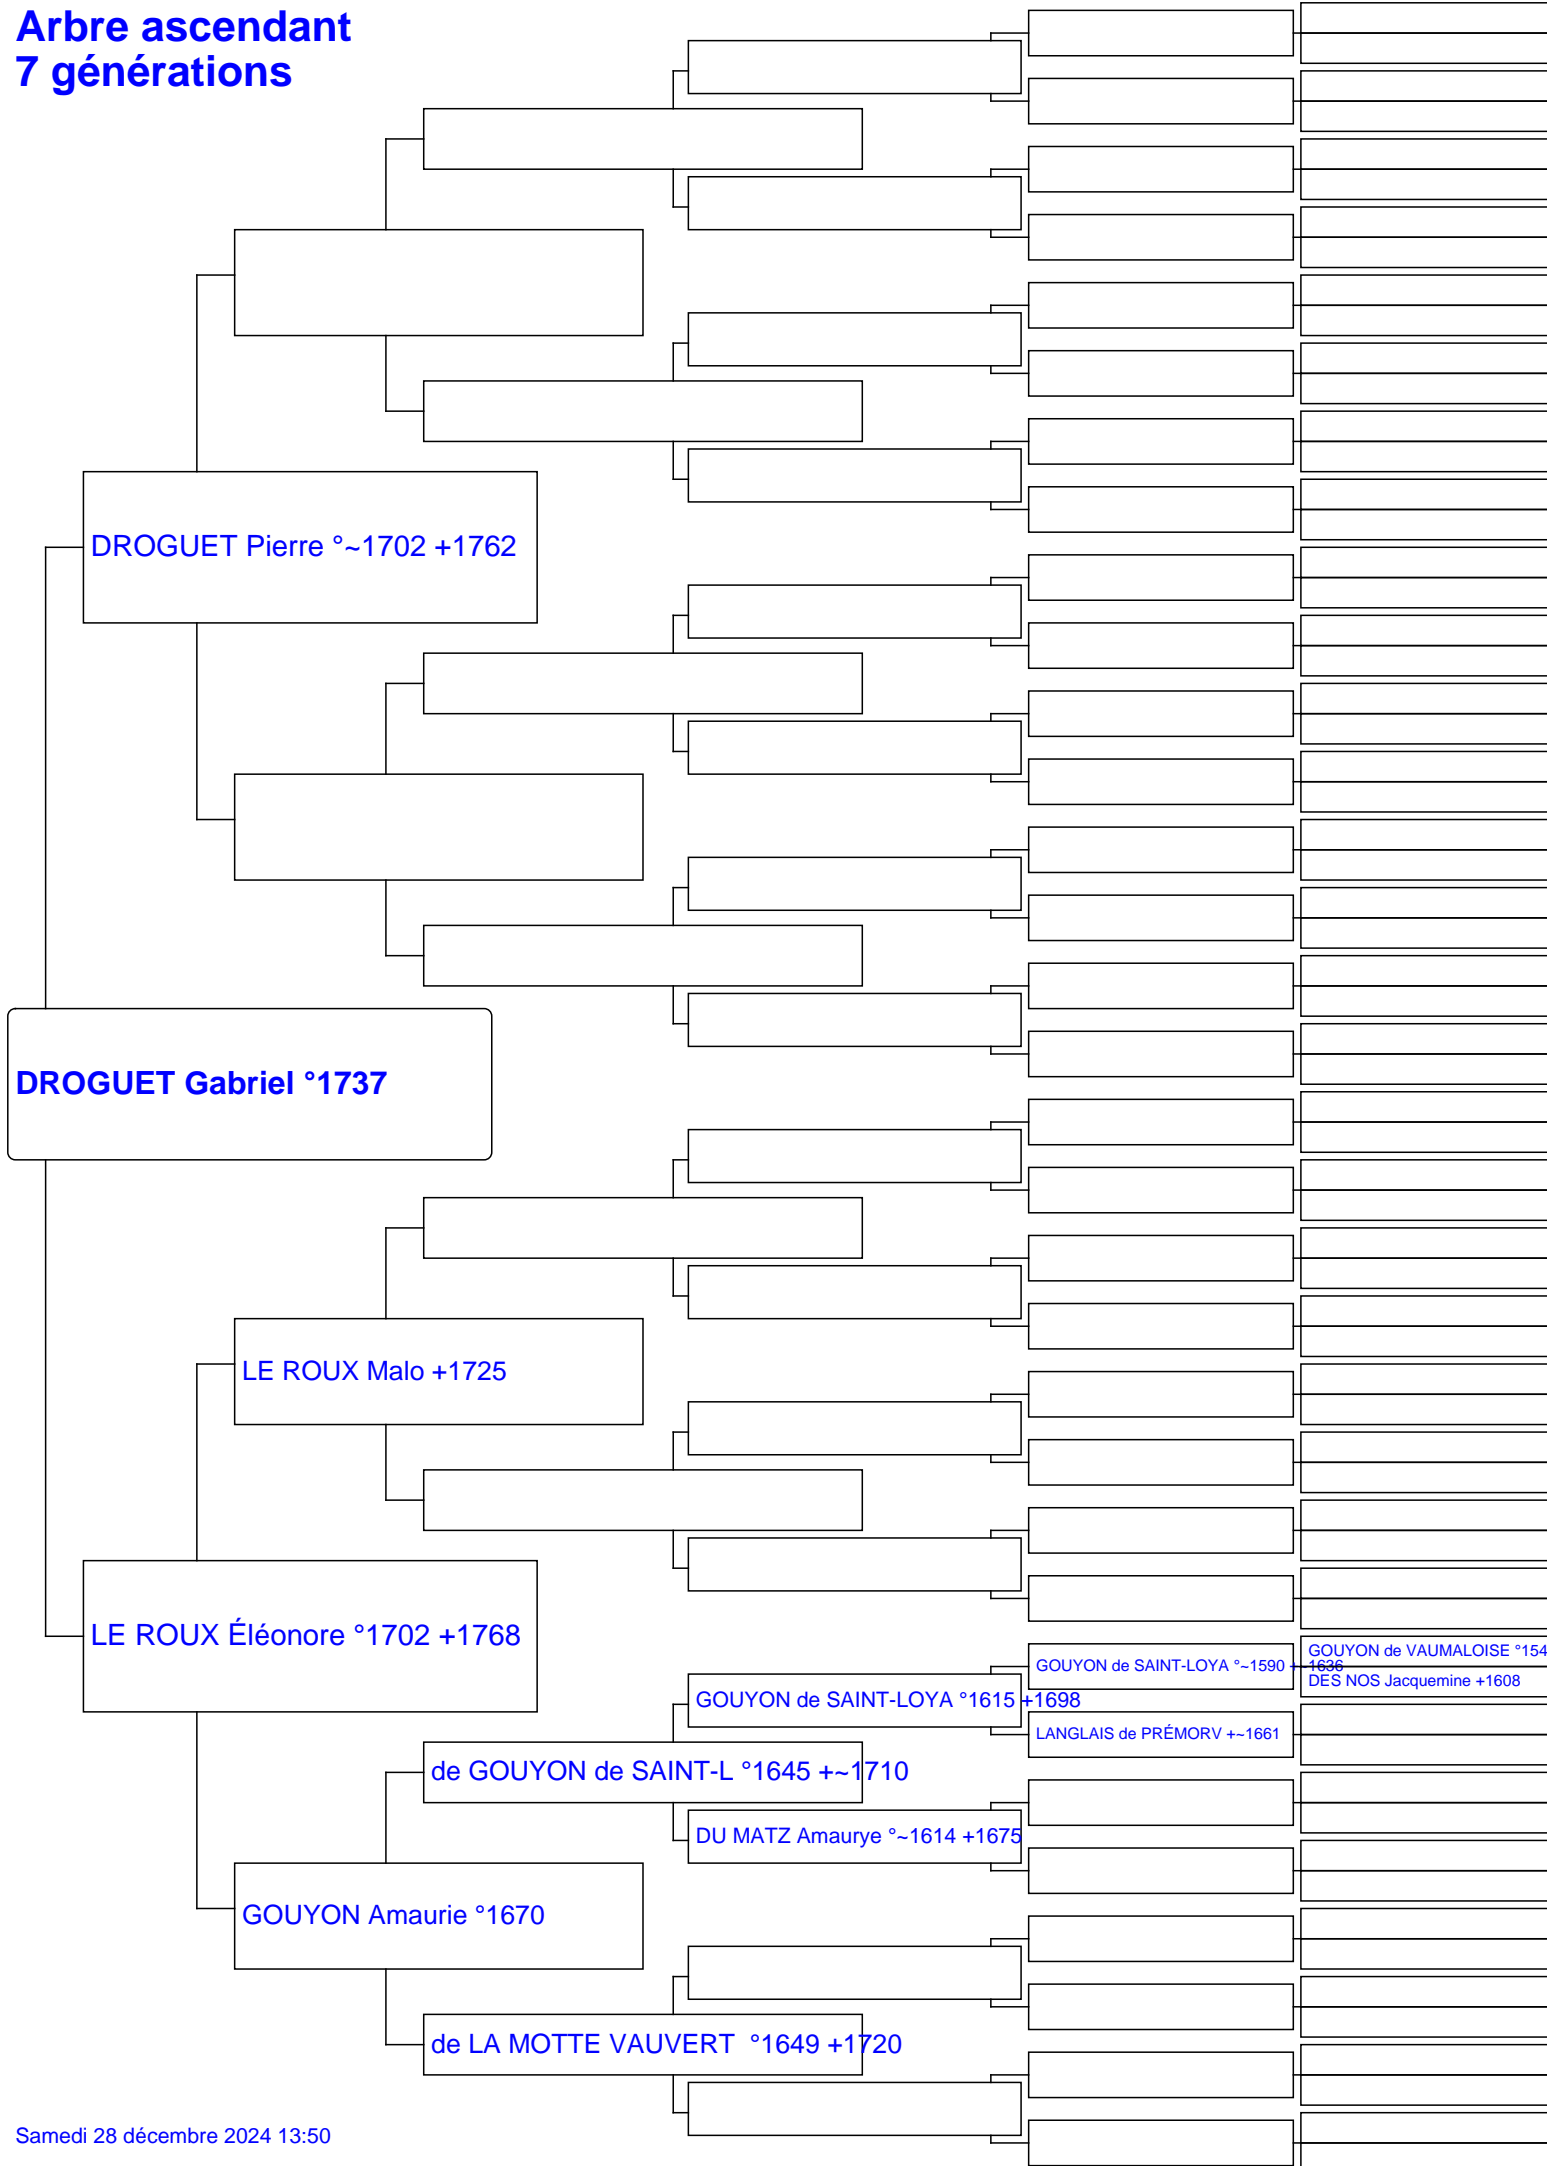 Arbre ascendant
7 générations
DROGUET Pierre °~1702 +1762
DROGUET Gabriel °1737
LE ROUX Malo +1725
LE ROUX Éléonore °1702 +1768
GOUYON de VAUMALOISE °154
GOUYON de SAINT-LOYA °~1590 +~1636
DES NOS Jacquemine +1608
GOUYON de SAINT-LOYA °1615 +1698
LANGLAIS de PRÉMORV +~1661
de GOUYON de SAINT-L °1645 +~1710
DU MATZ Amaurye °~1614 +1675
GOUYON Amaurie °1670
de LA MOTTE VAUVERT °1649 +1720
Samedi 28 décembre 2024 13:50